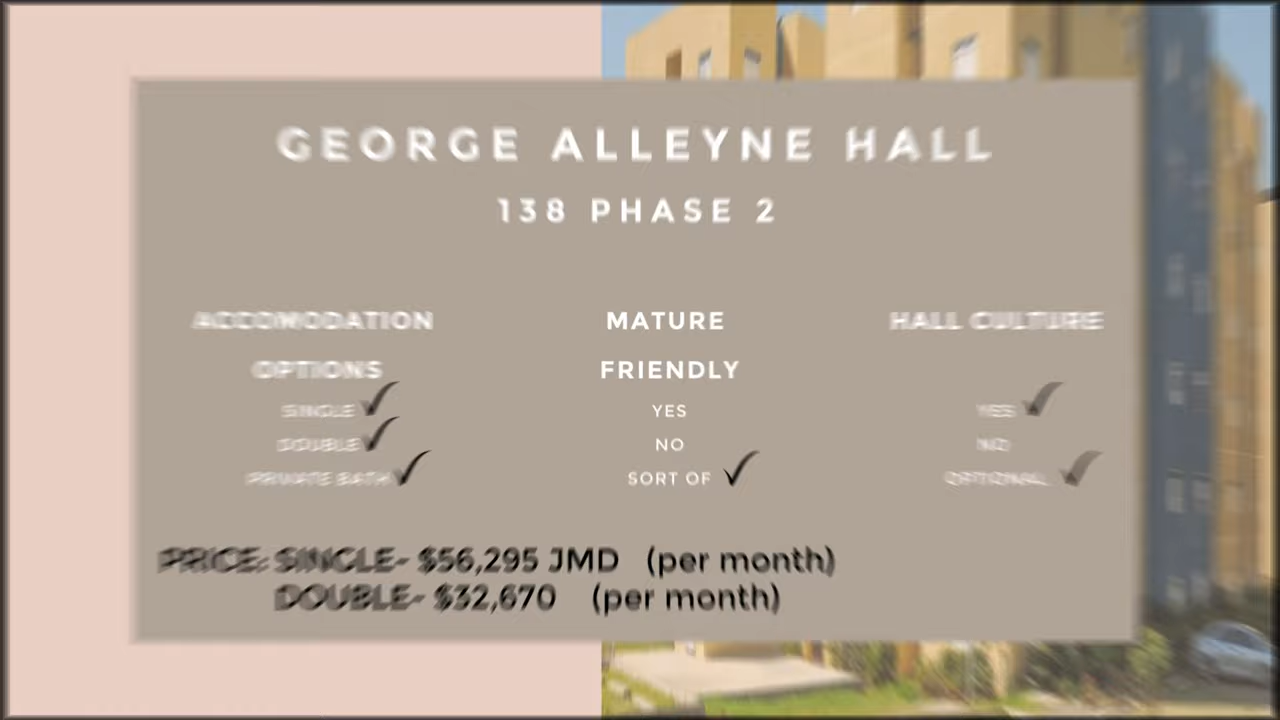 GEORGE ALLEYNE HALL
138 PHASE 2
ACCOMODATION OPTIONS
SINGLE ✓
DOUBLE ✓
PRIVATE BATH ✓
MATURE FRIENDLY
YES
NO
SORT OF ✓
HALL CULTURE
YES ✓
NO
OPTIONAL ✓
PRICE: SINGLE- $56,295 JMD (per month)
DOUBLE- $32,670 (per month)